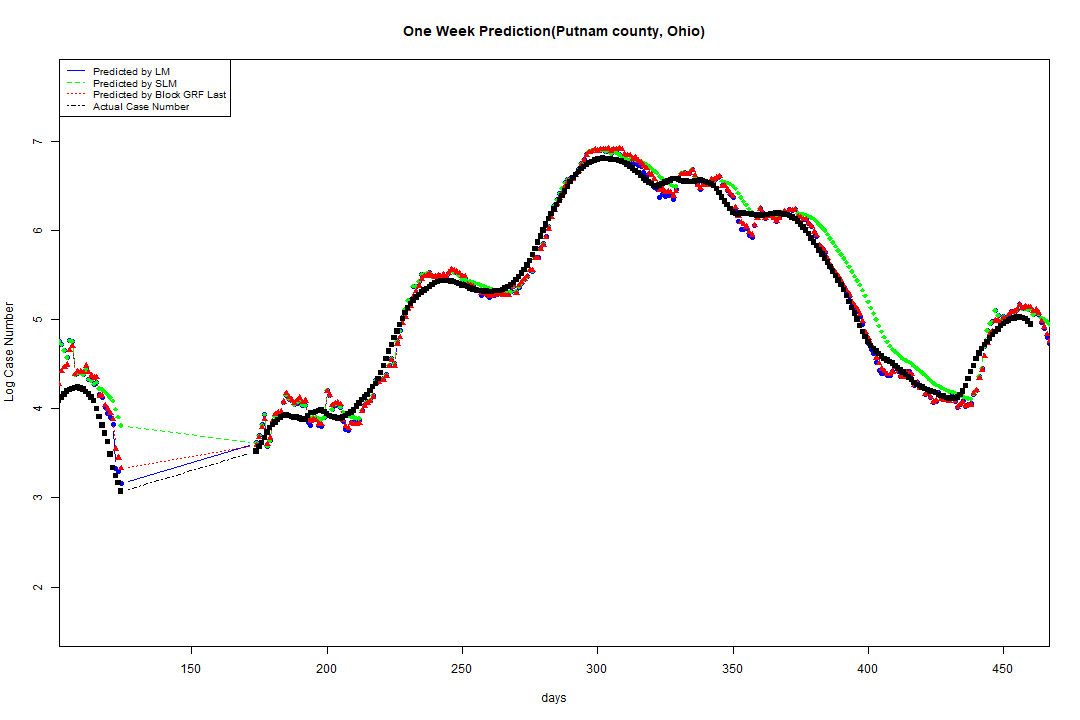 One Week Prediction(Putnam county, Ohio)
Predicted by LM
Predicted by SLM
Predicted by Block GRF Last
Actual Case Number
Log Case Number
7
6
5
4
3
2
150 200 250 300 350 400 450
days